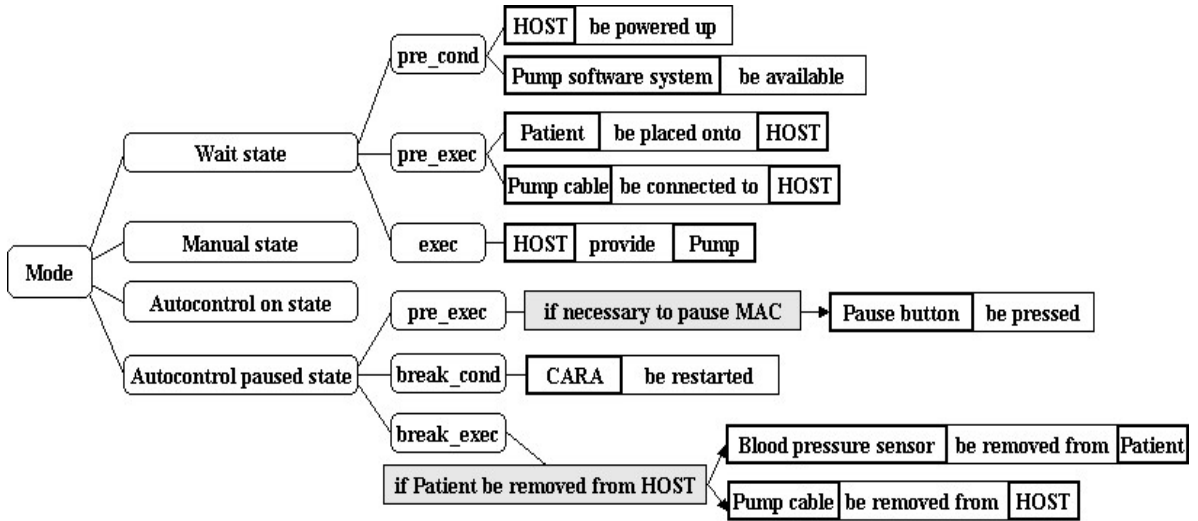 HOST be powered up
pre_cond
Pump software system be available
Patient be placed onto HOST
Wait state pre_exec
Pump cable be connected to HOST
Manual state exec HOST provide Pump
Mode
Autocontrol on state
pre_exec if necessary to pause MAC Pause button be pressed
Autocontrol paused state break_cond CARA be restarted
break_exec
Blood pressure sensor be removed from Patient
if Patient be removed from HOST
Pump cable be removed from HOST